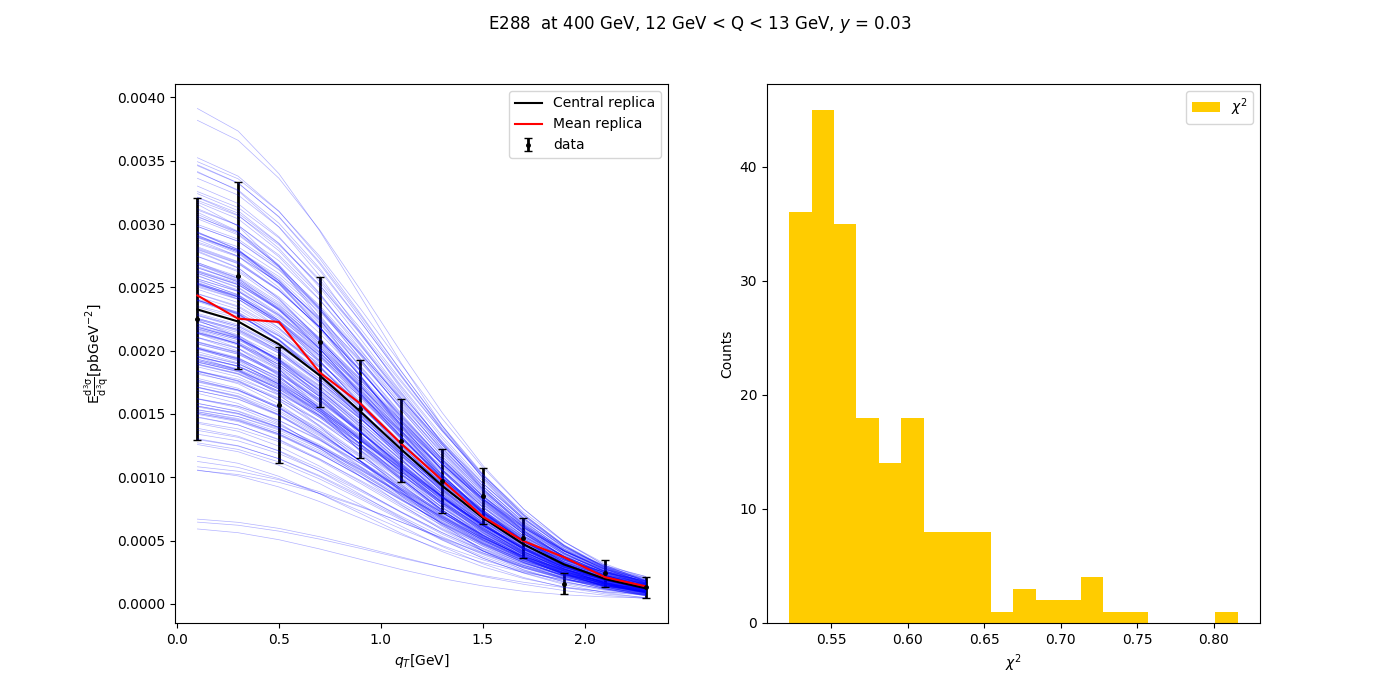 E288 at 400 GeV, 12 GeV < Q < 13 GeV, y = 0.03
0.0040
0.0035
0.0030
0.0025
0.0020
0.0015
0.0010
0.0005
0.0000
E d³σ/d³q [pbGeV⁻²]
0.0 0.5 1.0 1.5 2.0
q_T[GeV]
Central replica
Mean replica
data
40
30
20
10
0
Counts
0.55 0.60 0.65 0.70 0.75 0.80
χ²
χ²